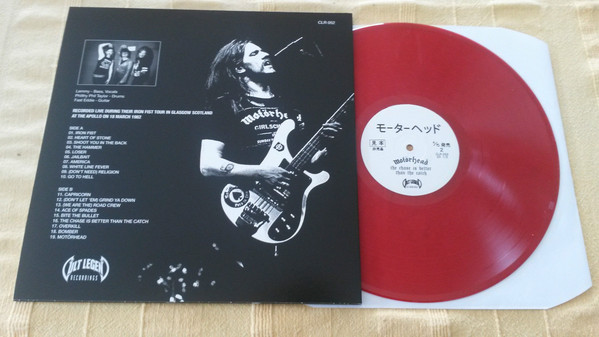 CLR-007
Lemmy - Bass, Vocals
Philthy Phil Taylor - Drums
Fast Eddie - Guitar
RECORDED LIVE DURING THEIR IRON FIST TOUR IN GLASGOW SCOTLAND
AT THE APOLLO ON 18 MARCH 1982
SIDE A
01. IRON FIST
02. HEART OF STONE
03. SHOOT YOU IN THE BACK
04. THE HAMMER
05. LOSER
06. JAILBAIT
07. AMERICA
08. WHITE LINE FEVER
09. (DON'T NEED) RELIGION
10. GO TO HELL
SIDE B
11. CAPRICORN
12. (DON'T LET 'EM) GRIND YA DOWN
13. (WE ARE THE) ROAD CREW
14. ACE OF SPADES
15. BITE THE BULLET
16. THE CHASE IS BETTER THAN THE CATCH
17. OVERKILL
18. BOMBER
19. MOTÖRHEAD
CULT LEGEND
RECORDINGS
Motörhead
GIRLSCHOOL
モーターヘッド
見本
motörhead
the chase is better
than the catch